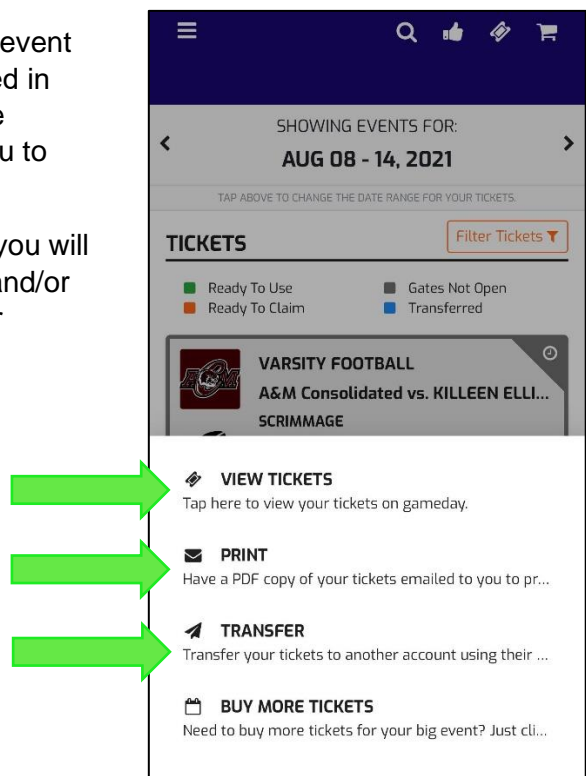 event
ed in
e
u to
you will
and/or
r
SHOWING EVENTS FOR:
AUG 08 - 14, 2021
TAP ABOVE TO CHANGE THE DATE RANGE FOR YOUR TICKETS.
TICKETS
Filter Tickets
Ready To Use
Gates Not Open
Ready To Claim
Transferred
VARSITY FOOTBALL
A&M Consolidated vs. KILLEEN ELLI...
SCRIMMAGE
VIEW TICKETS
Tap here to view your tickets on gameday.
PRINT
Have a PDF copy of your tickets emailed to you to pr...
TRANSFER
Transfer your tickets to another account using their ...
BUY MORE TICKETS
Need to buy more tickets for your big event? Just cli...